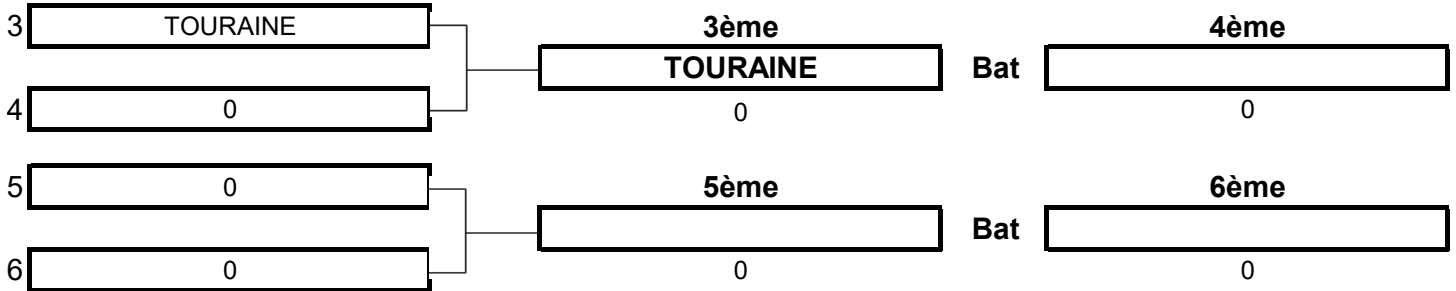 3 TOURAINE 3ème 4ème
TOURAINE Bat
4 0 0 0
5 0 5ème 6ème
Bat
6 0 0 0